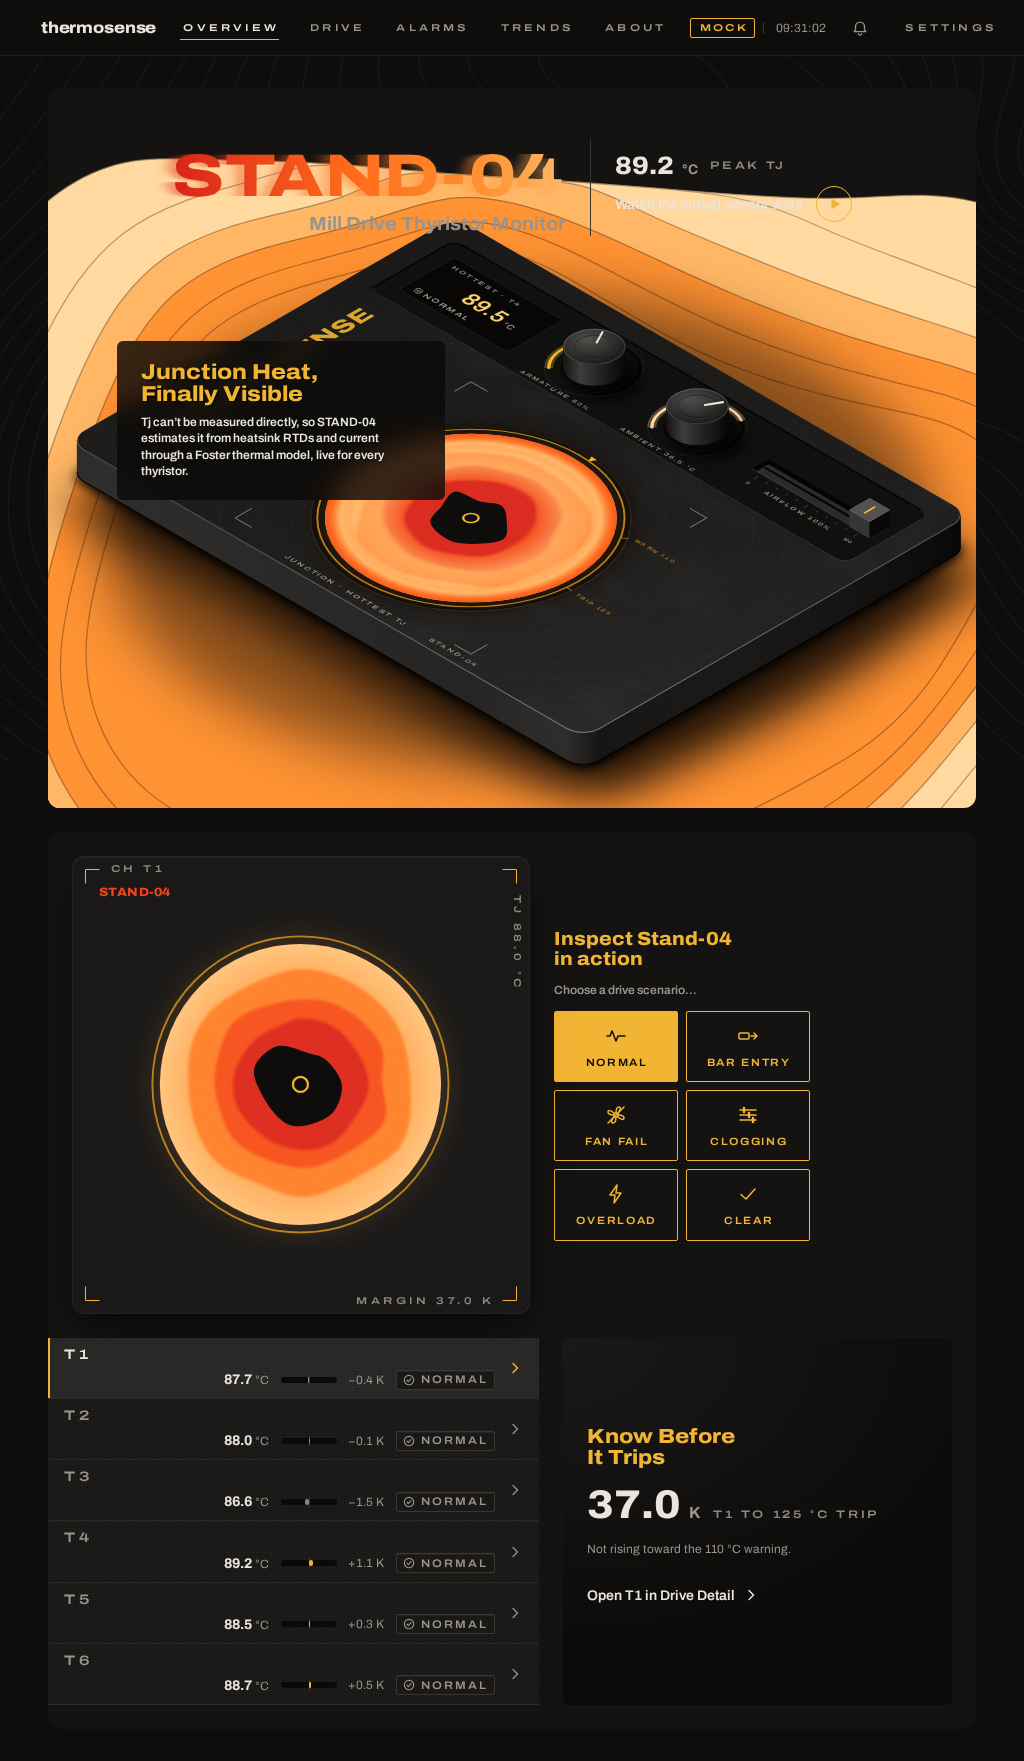 thermosense
OVERVIEW
DRIVE
ALARMS
TRENDS
ABOUT
MOCK
09:31:02
SETTINGS
STAND-04
Mill Drive Thyristor Monitor
89.2 °C PEAK TJ
Watch the virtual sensor work
HOTTEST · T4
89.5 °C
NORMAL
NSE
ARMATURE 60%
AMBIENT 36.5 °C
AIRFLOW 100%
Junction Heat,
Finally Visible
Tj can't be measured directly, so STAND-04
estimates it from heatsink RTDs and current
through a Foster thermal model, live for every
thyristor.
WARN 110
TRIP 125
JUNCTION · HOTTEST TJ
STAND-04
CH T1
STAND-04
TJ 88.0 °C
MARGIN 37.0 K
Inspect Stand-04
in action
Choose a drive scenario...
NORMAL
BAR ENTRY
FAN FAIL
CLOGGING
OVERLOAD
CLEAR
T1
87.7 °C −0.4 K NORMAL
T2
88.0 °C −0.1 K NORMAL
T3
86.6 °C −1.5 K NORMAL
T4
89.2 °C +1.1 K NORMAL
T5
88.5 °C +0.3 K NORMAL
T6
88.7 °C +0.5 K NORMAL
Know Before
It Trips
37.0 K T1 TO 125 °C TRIP
Not rising toward the 110 °C warning.
Open T1 in Drive Detail